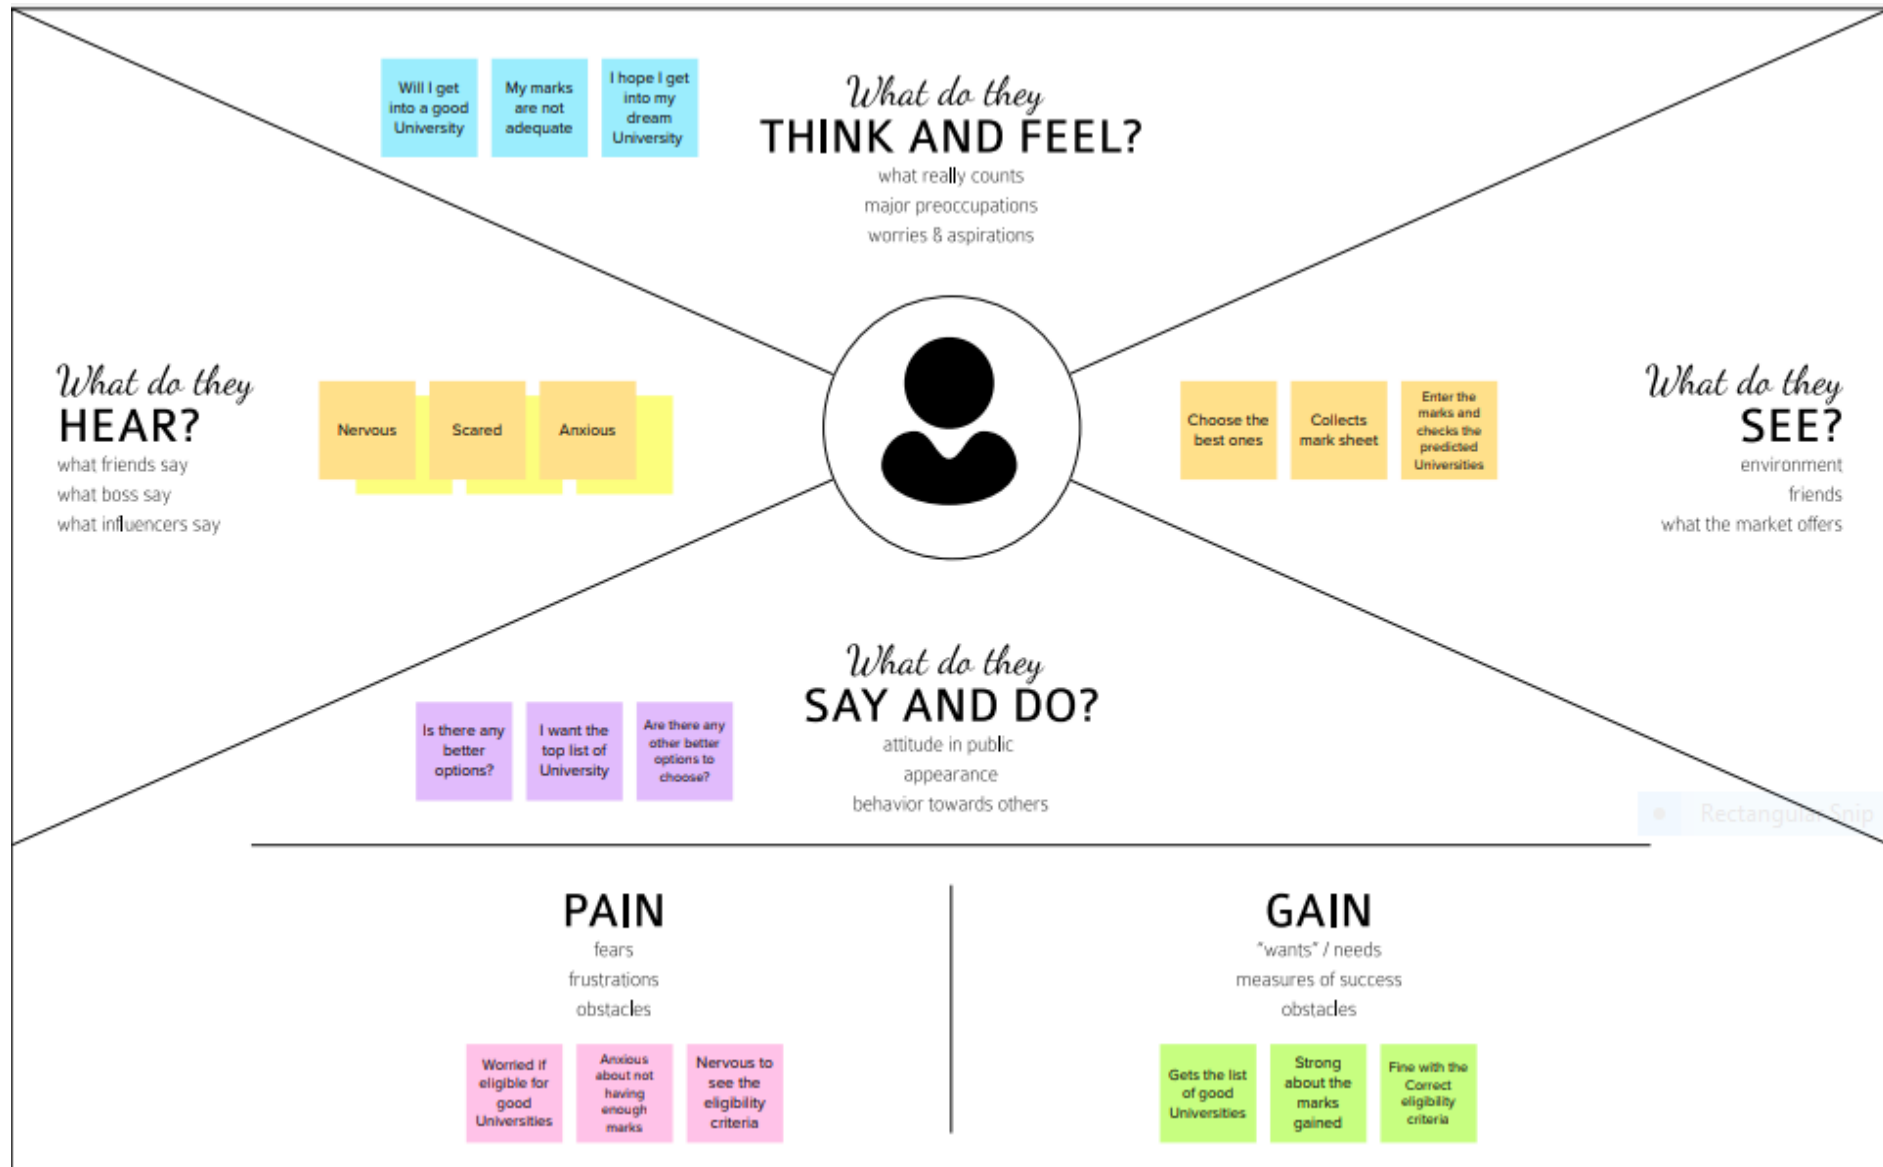 Will I get
into a good
University
My marks
are not
adequate
I hope I get
into my
dream
University
What do they
THINK AND FEEL?
what really counts
major preoccupations
worries & aspirations
What do they
HEAR?
what friends say
what boss say
what influencers say
Nervous
Scared
Anxious
Choose the
best ones
Collects
mark sheet
Enter the
marks and
checks the
predicted
Universities
What do they
SEE?
environment
friends
what the market offers
What do they
SAY AND DO?
attitude in public
appearance
behavior towards others
Is there any
better
options?
I want the
top list of
University
Are there any
other better
options to
choose?
Rectangular Snip
PAIN
fears
frustrations
obstacles
Worried if
eligible for
good
Universities
Anxious
about not
having
enough
marks
Nervous to
see the
eligibility
criteria
GAIN
"wants" / needs
measures of success
obstacles
Gets the list
of good
Universities
Strong
about the
marks
gained
Fine with the
Correct
eligibility
criteria